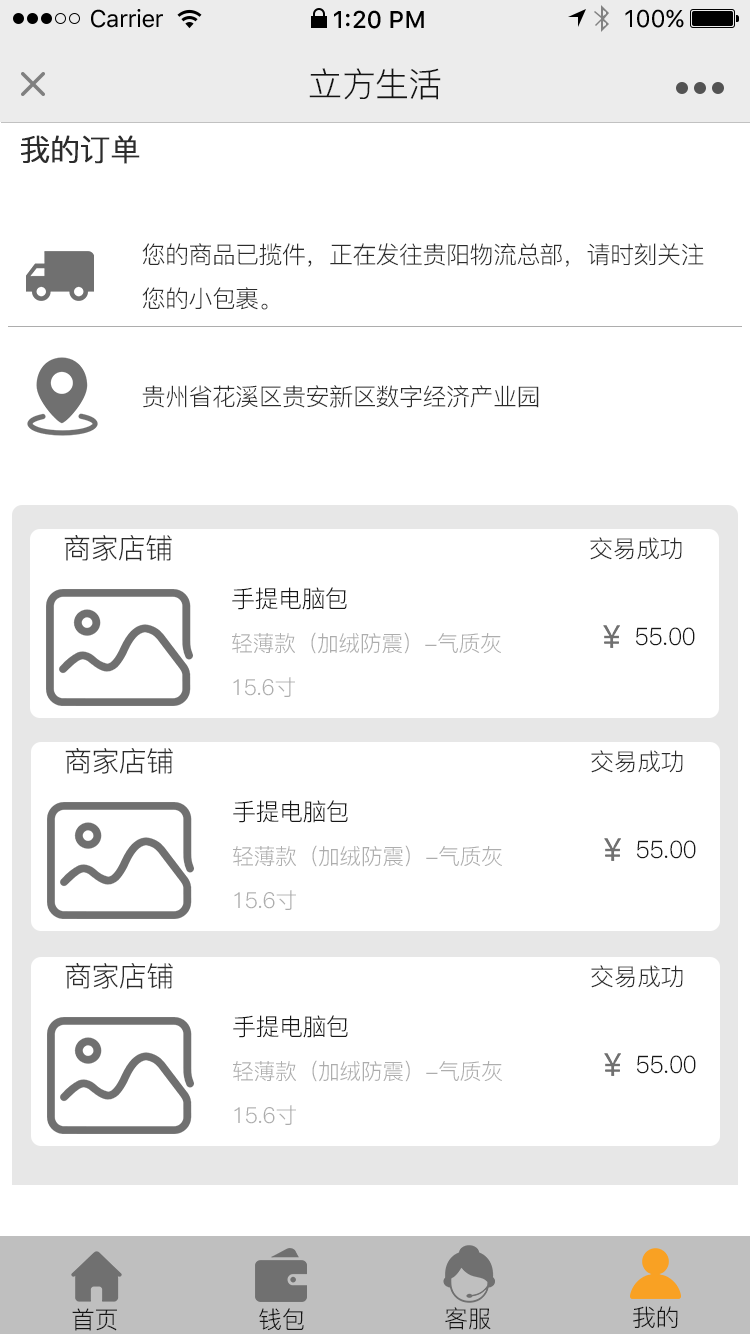 Carrier 1:20 PM 100%
立方生活
我的订单
您的商品已揽件，正在发往贵阳物流总部，请时刻关注
您的小包裹。
贵州省花溪区贵安新区数字经济产业园
商家店铺 交易成功
手提电脑包
轻薄款（加绒防震）–气质灰 ¥ 55.00
15.6寸
商家店铺 交易成功
手提电脑包
轻薄款（加绒防震）–气质灰 ¥ 55.00
15.6寸
商家店铺 交易成功
手提电脑包
轻薄款（加绒防震）–气质灰 ¥ 55.00
15.6寸
首页 钱包 客服 我的